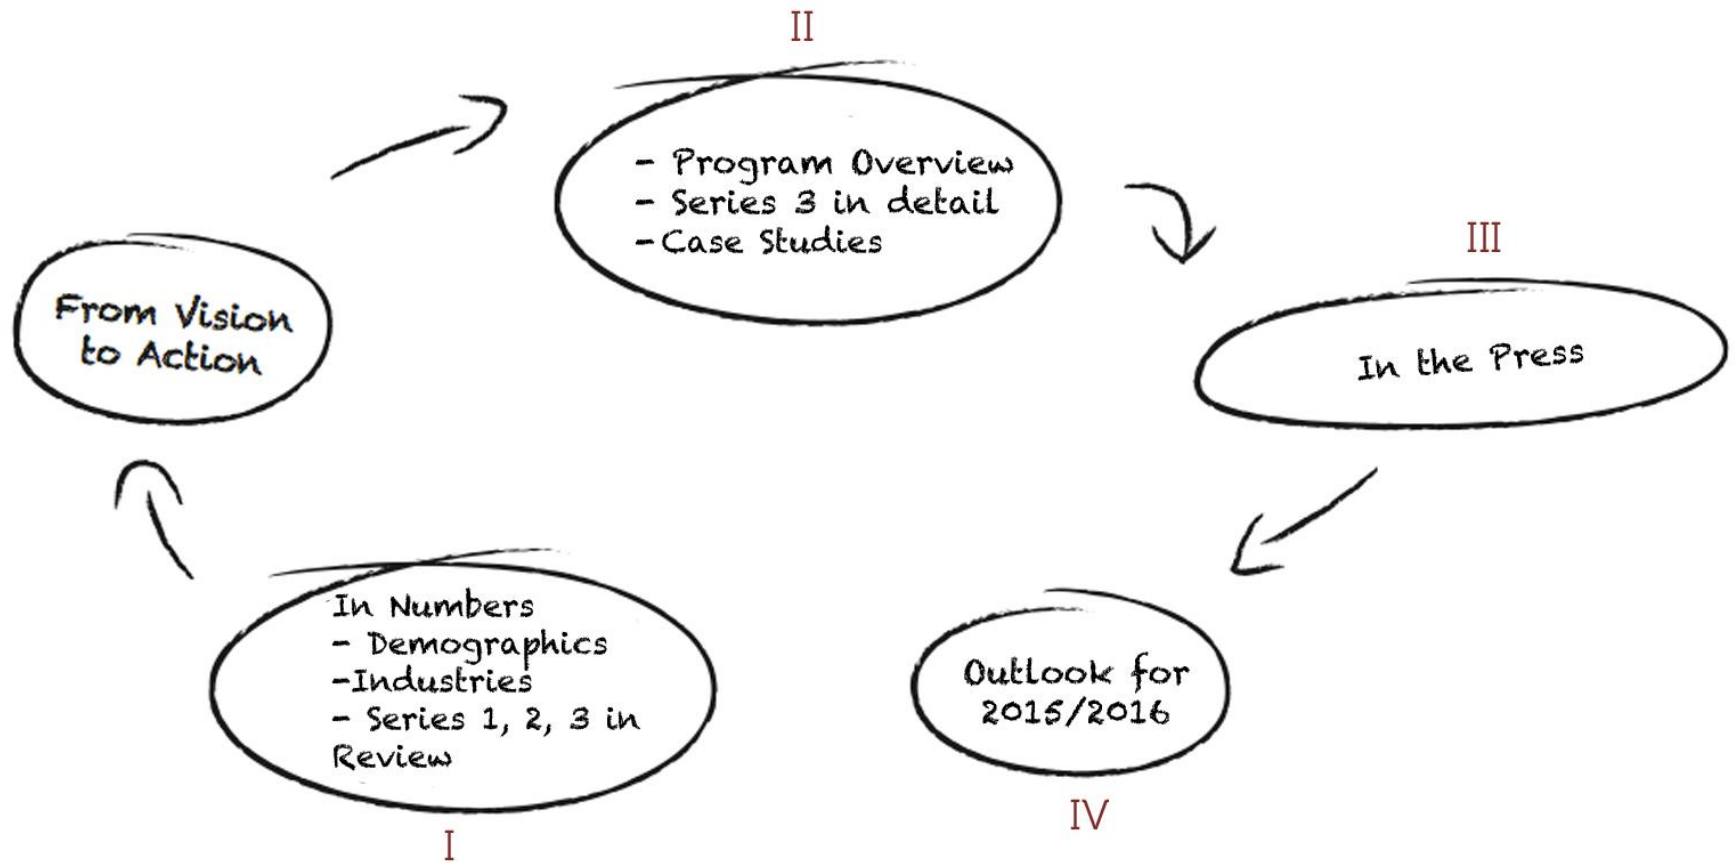 II
- Program Overview
- Series 3 in detail
- Case Studies
III
In the Press
From Vision
to Action
In Numbers
- Demographics
-Industries
- Series 1, 2, 3 in
Review
I
Outlook for
2015/2016
IV